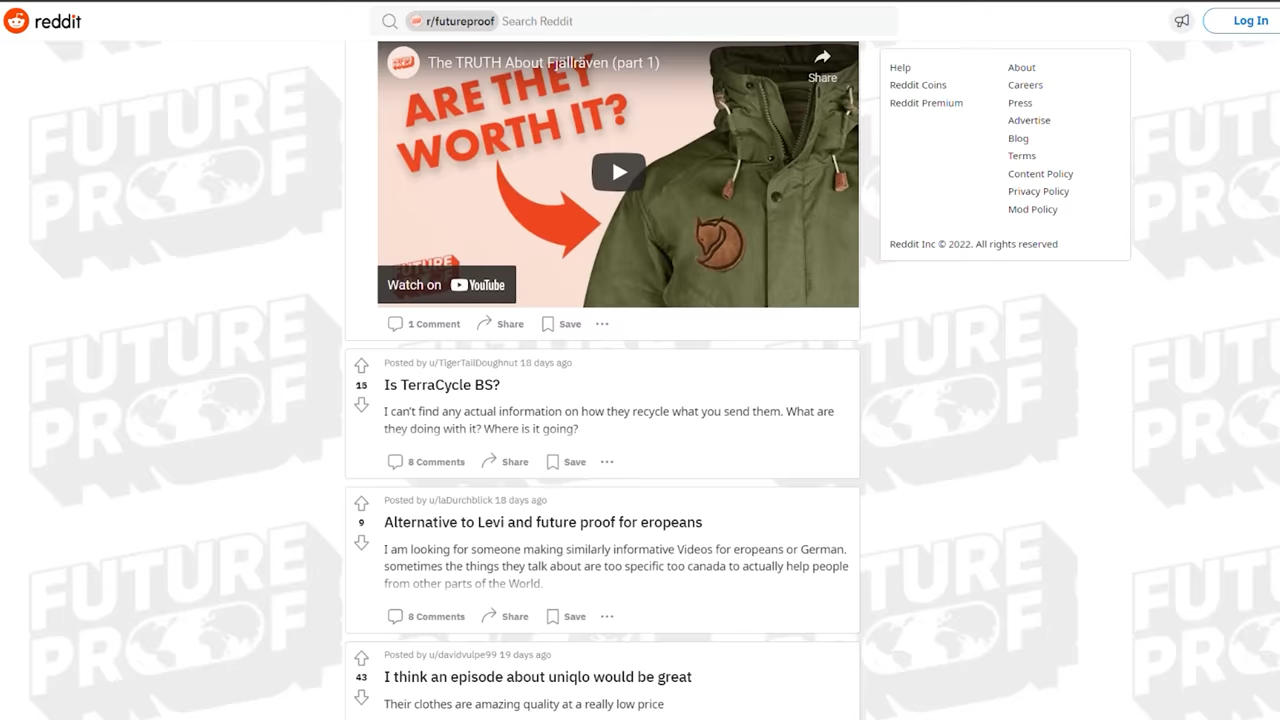 reddit
r/futureproof Search Reddit
Log In
The TRUTH About Fjällräven (part 1)
Share
ARE THEY
WORTH IT?
FUTURE
Watch on YouTube
1 Comment Share Save
Posted by u/TigerTailDoughnut 18 days ago
15
Is TerraCycle BS?
I can't find any actual information on how they recycle what you send them. What are
they doing with it? Where is it going?
8 Comments Share Save
Posted by u/laDurchblick 18 days ago
9
Alternative to Levi and future proof for eropeans
I am looking for someone making similarly informative Videos for eropeans or German.
sometimes the things they talk about are too specific too canada to actually help people
from other parts of the World.
8 Comments Share Save
Posted by u/davidvulpe99 19 days ago
43
I think an episode about uniqlo would be great
Their clothes are amazing quality at a really low price
Help
Reddit Coins
Reddit Premium
About
Careers
Press
Advertise
Blog
Terms
Content Policy
Privacy Policy
Mod Policy
Reddit Inc © 2022. All rights reserved
FUTURE
PROOF
FUTURE
PROOF
FUTURE
PROOF